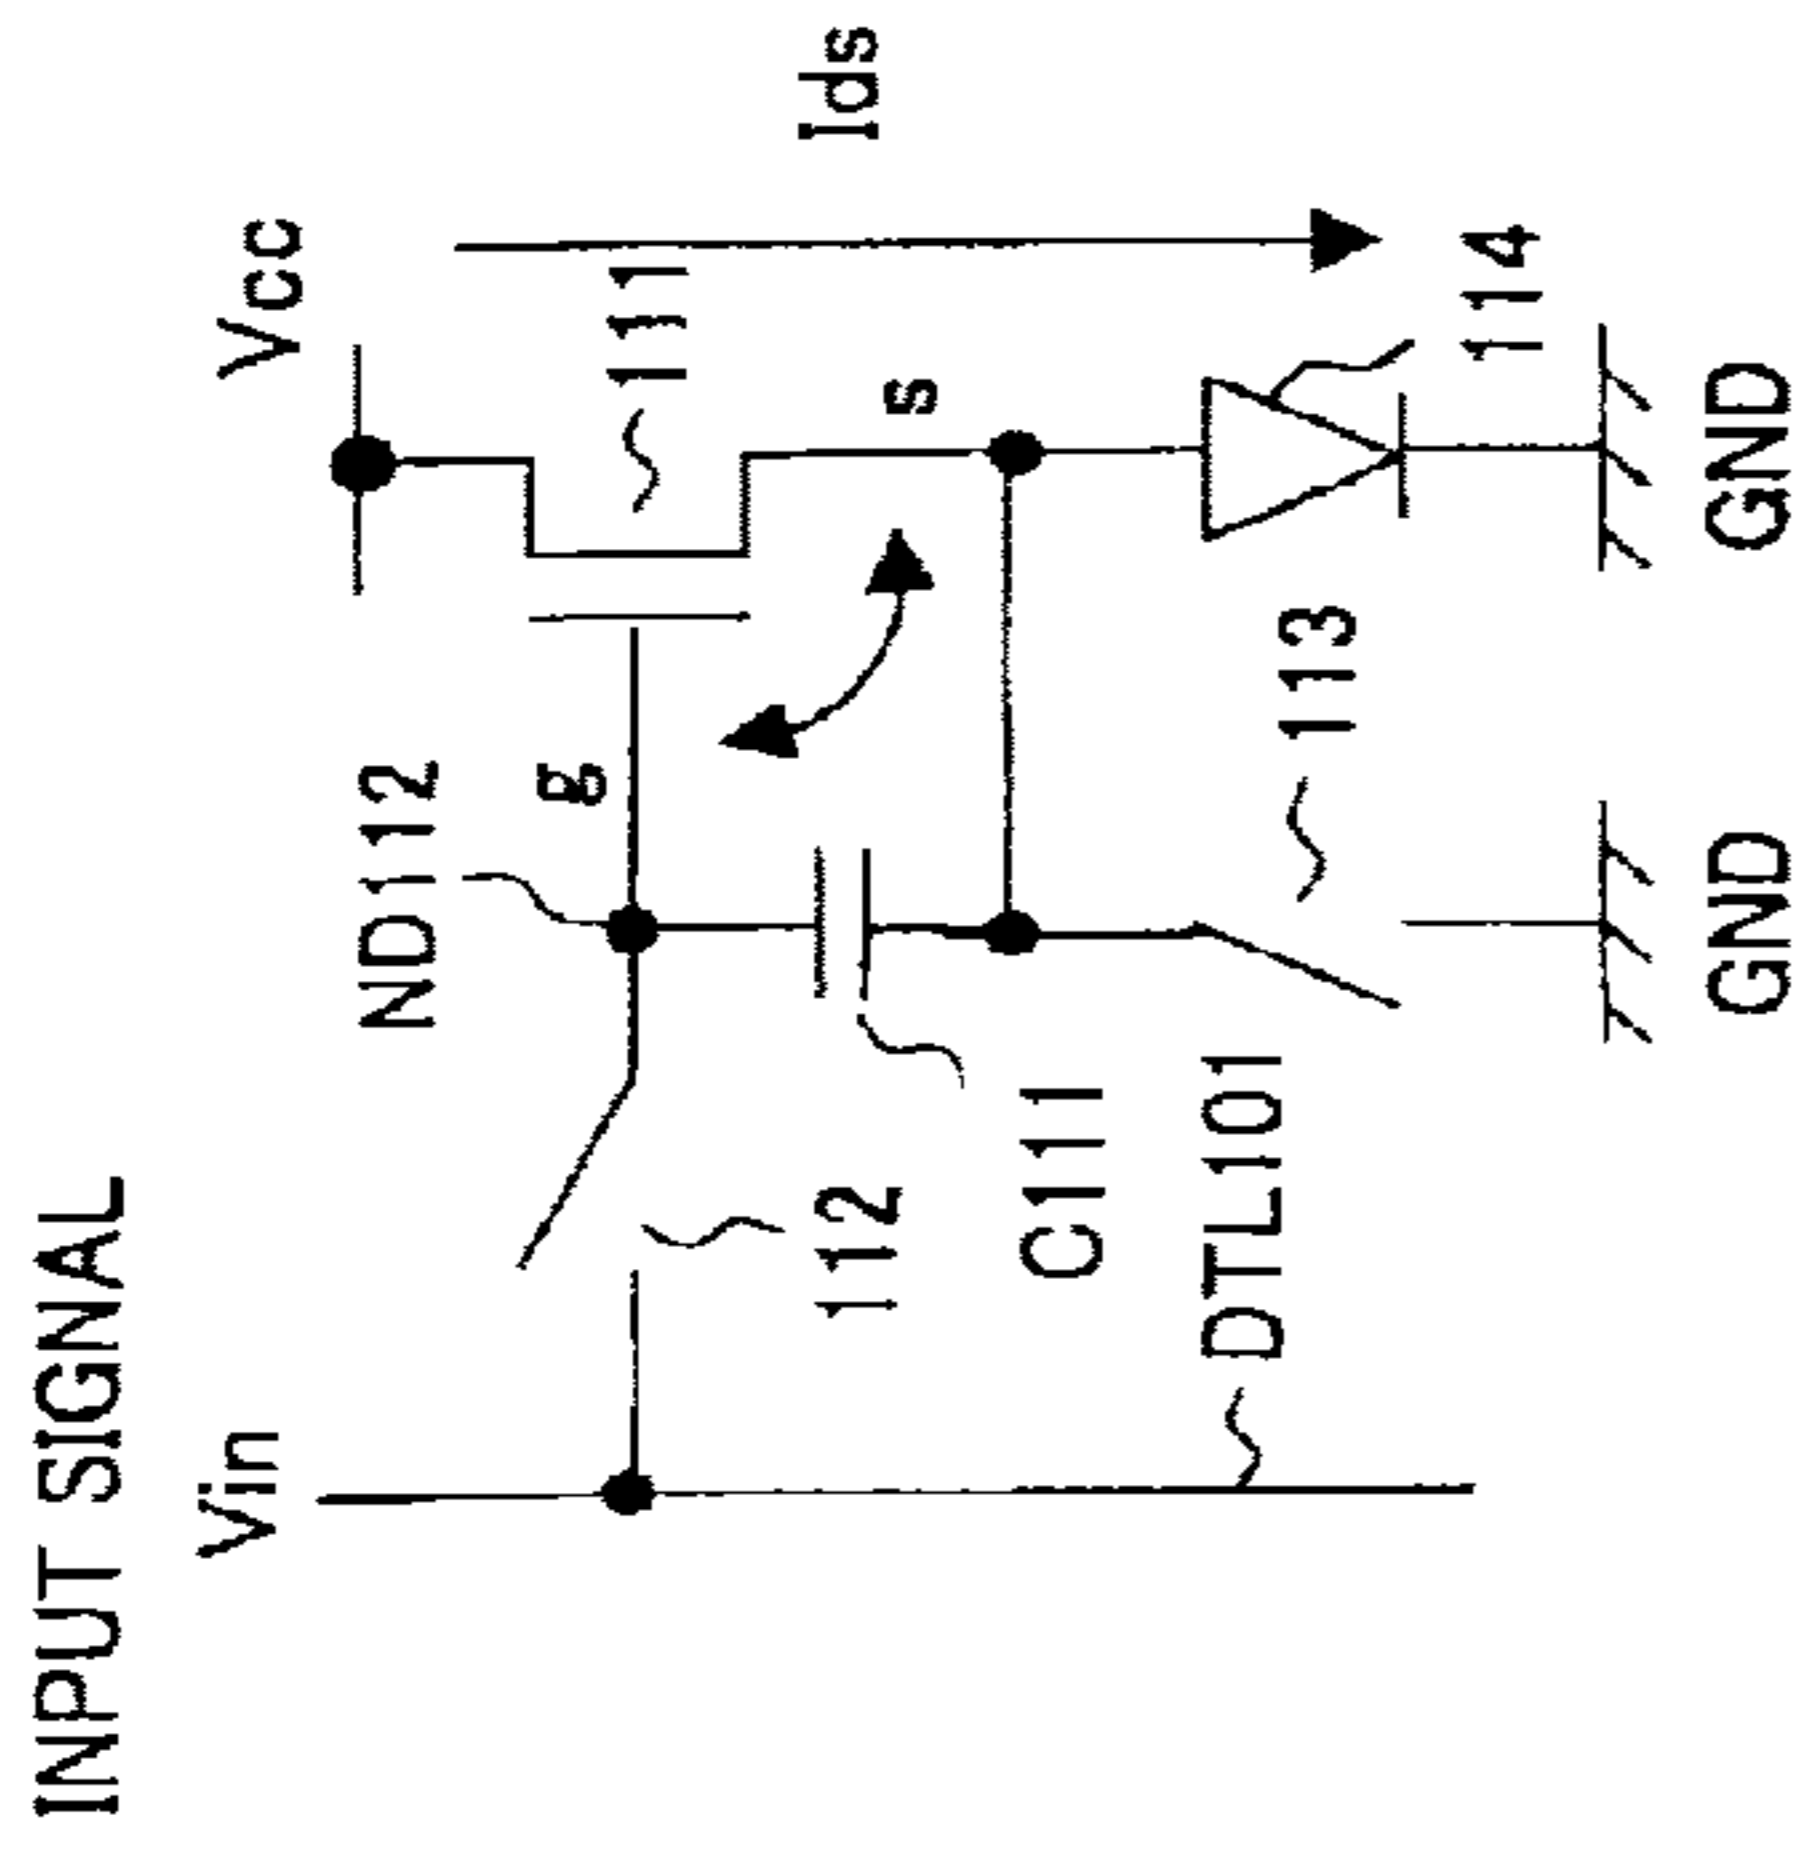 INPUT SIGNAL
Vin
Vcc
ND112
g
111
Ids
112
s
C111
DTL101
113
114
GND
GND